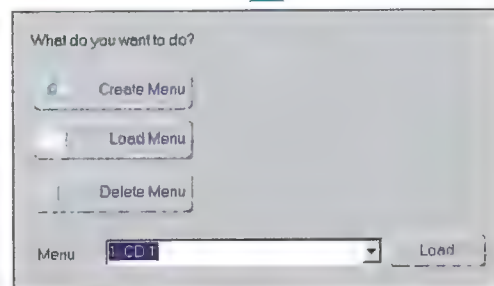 What do you want to do?
Create Menu
Load Menu
Delete Menu
Menu 1. CD 1 Load